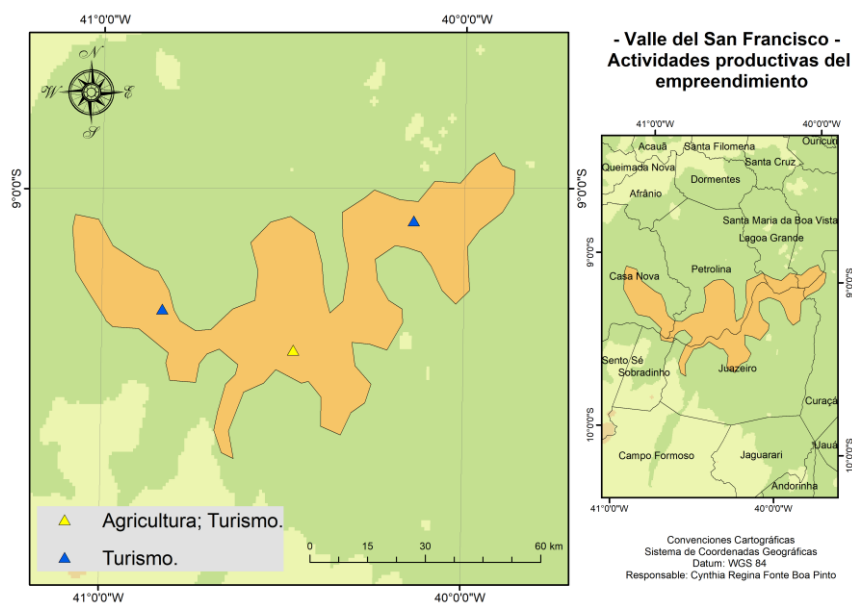 41°0'0"W
40°0'0"W
9°0'0"S
9°0'0"S
N
W
E
S
Agricultura; Turismo.
Turismo.
0
15
30
60 km
41°0'0"W
40°0'0"W
- Valle del San Francisco -
Actividades productivas del
empreendimiento
41°0'0"W
40°0'0"W
Acauã
Santa Filomena
Ouricuri
Queimada Nova
Santa Cruz
Dormentes
Afrânio
Santa Maria da Boa Vista
Lagoa Grande
9°0'0"S
9°0'0"S
Casa Nova
Petrolina
Sento Sé
Sobradinho
Juazeiro
Curaçá
10°0'0"S
10°0'0"S
Uauá
Campo Formoso
Jaguarari
Andorinha
41°0'0"W
40°0'0"W
Convenciones Cartográficas
Sistema de Coordenadas Geográficas
Datum: WGS 84
Responsable: Cynthia Regina Fonte Boa Pinto